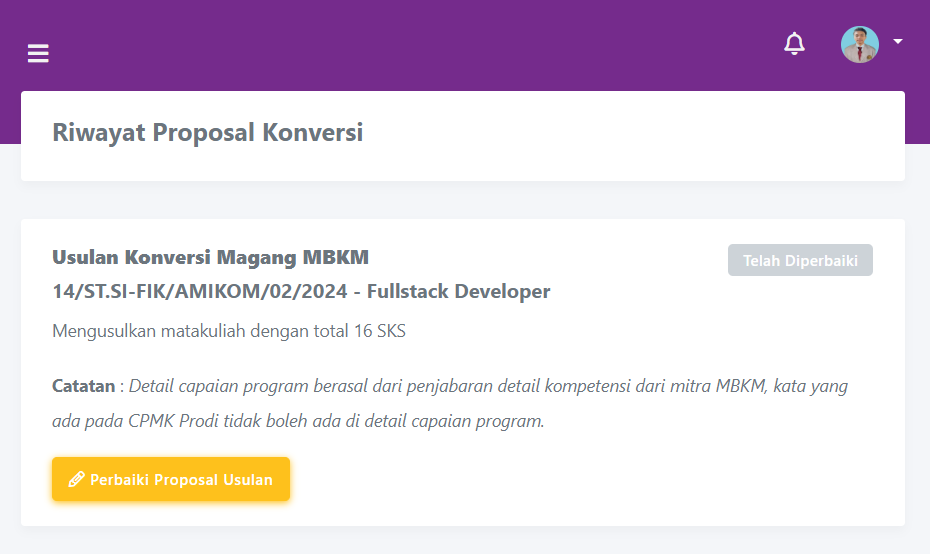 Riwayat Proposal Konversi
Usulan Konversi Magang MBKM
Telah Diperbaiki
14/ST.SI-FIK/AMIKOM/02/2024 - Fullstack Developer
Mengusulkan matakuliah dengan total 16 SKS
Catatan : Detail capaian program berasal dari penjabaran detail kompetensi dari mitra MBKM, kata yang
ada pada CPMK Prodi tidak boleh ada di detail capaian program.
Perbaiki Proposal Usulan